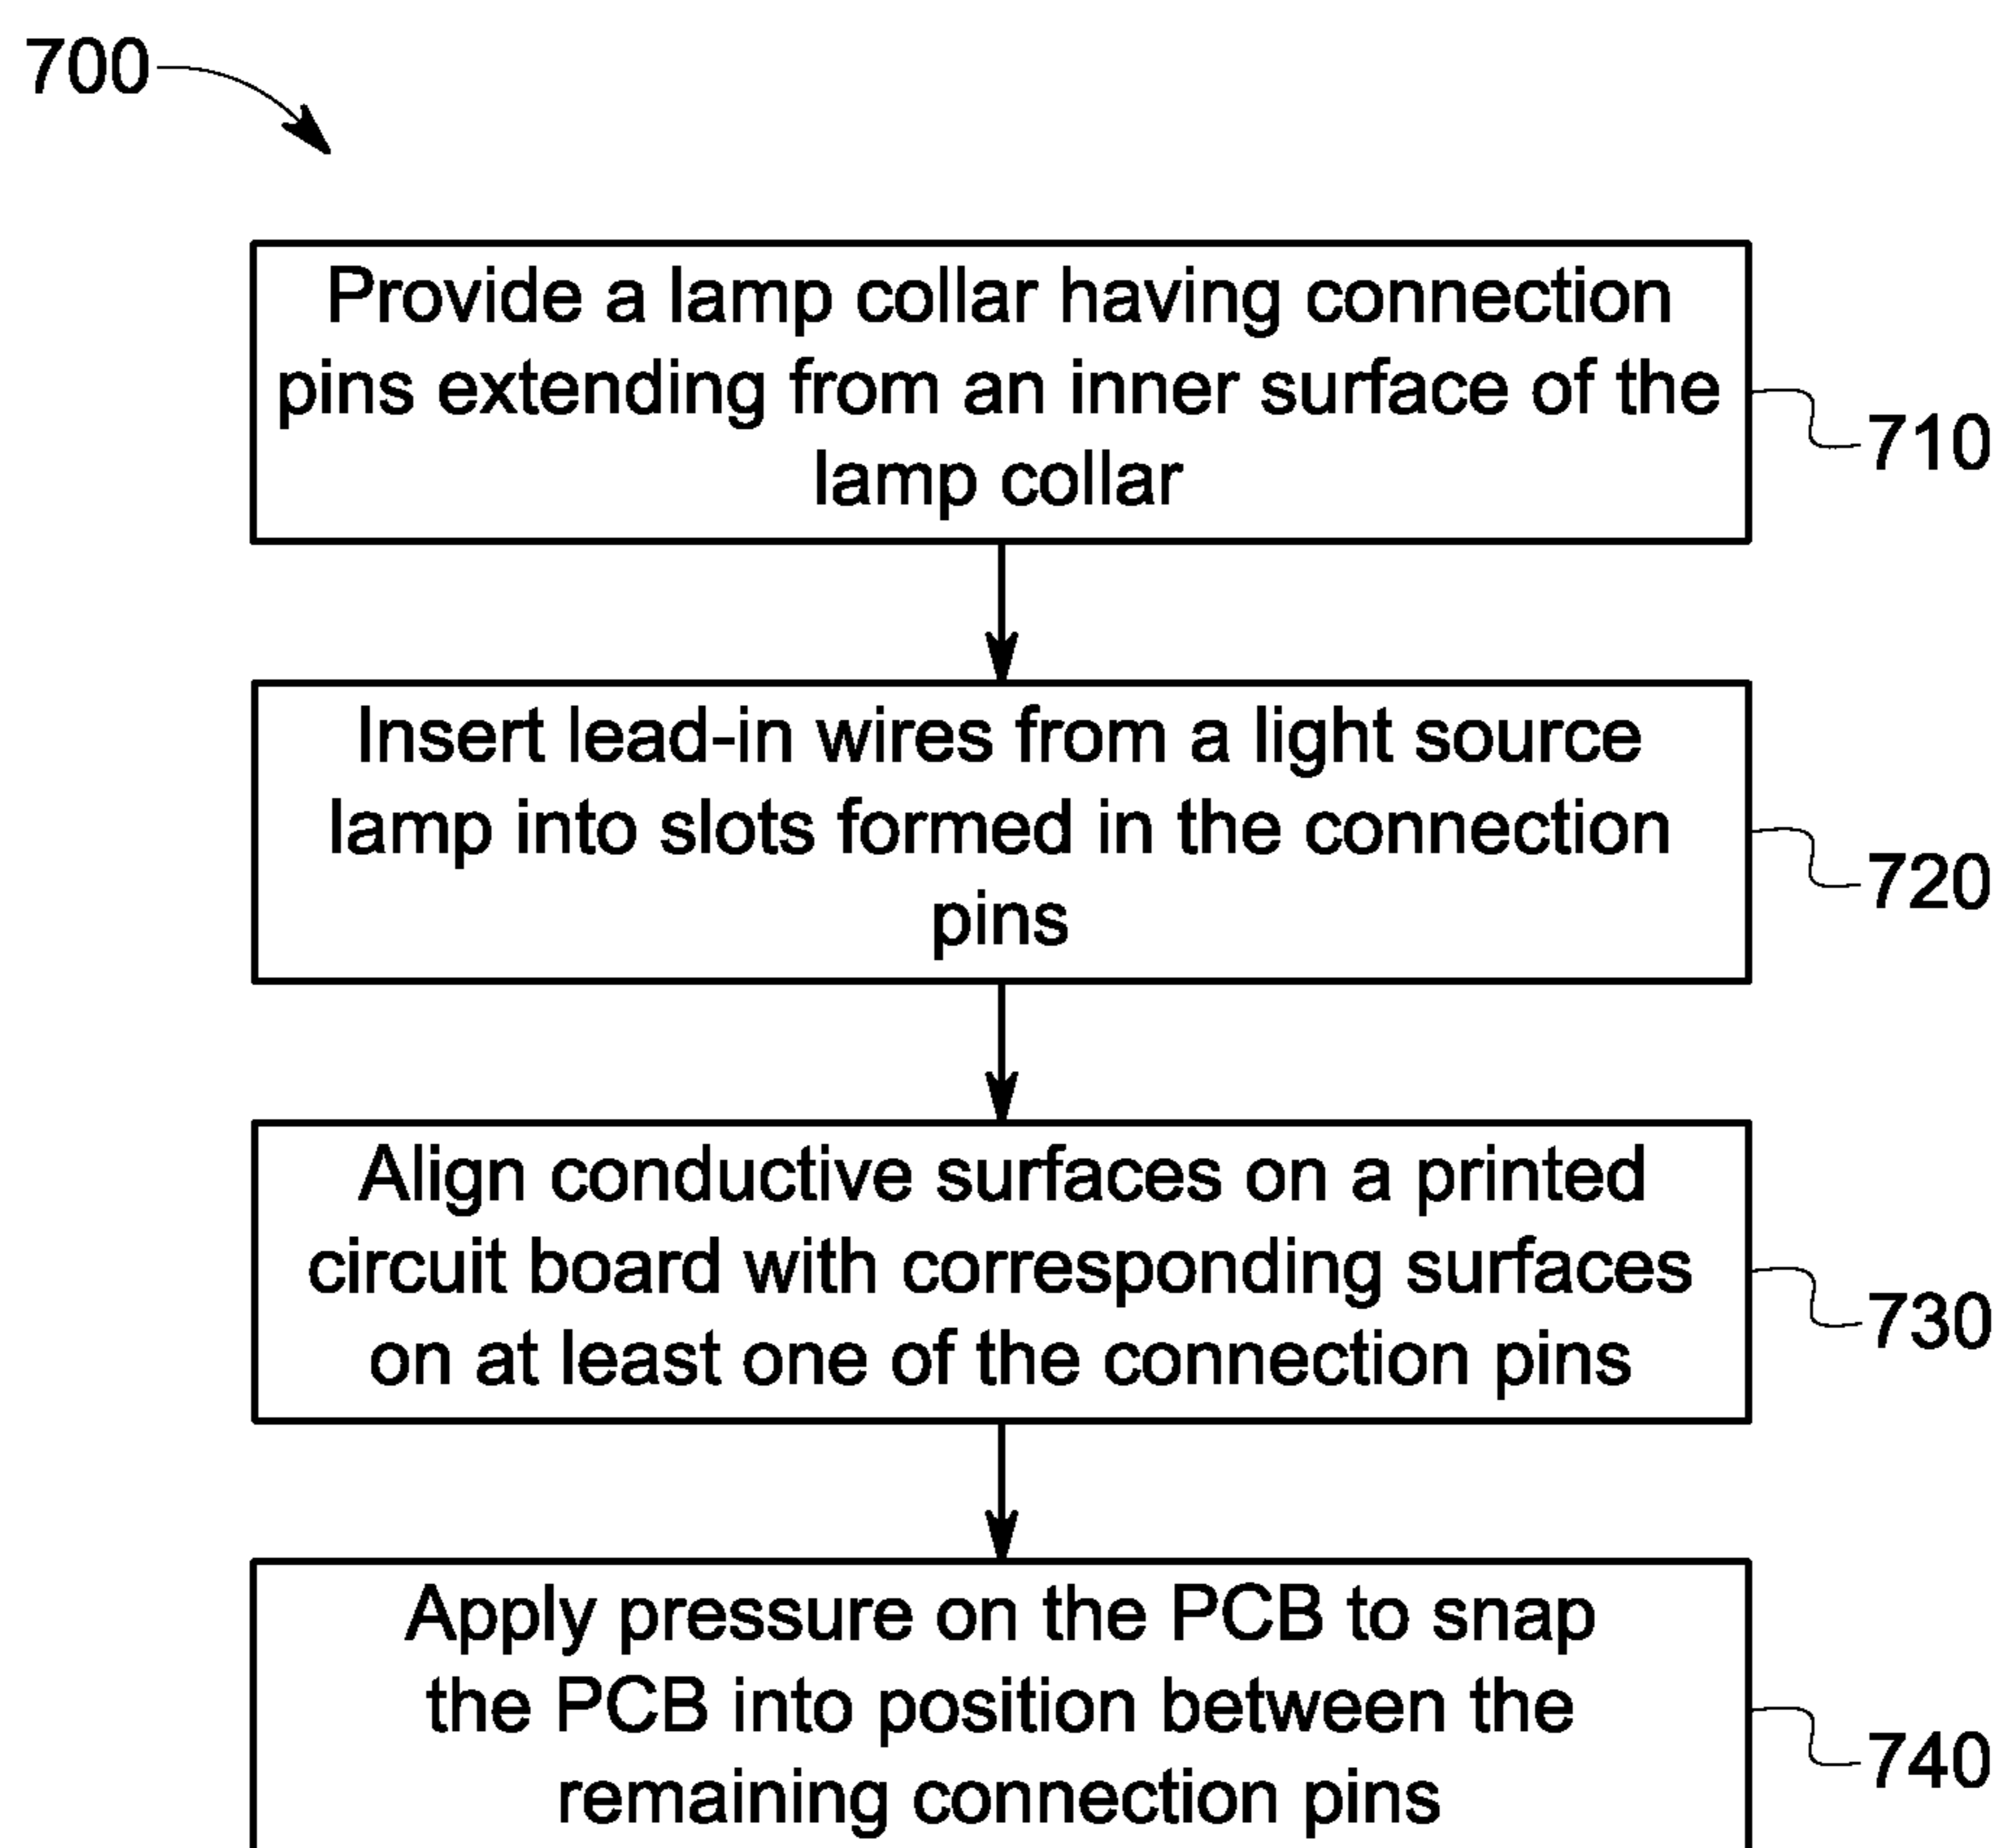 700
Provide a lamp collar having connection
pins extending from an inner surface of the
lamp collar
710
Insert lead-in wires from a light source
lamp into slots formed in the connection
pins
720
Align conductive surfaces on a printed
circuit board with corresponding surfaces
on at least one of the connection pins
730
Apply pressure on the PCB to snap
the PCB into position between the
remaining connection pins
740